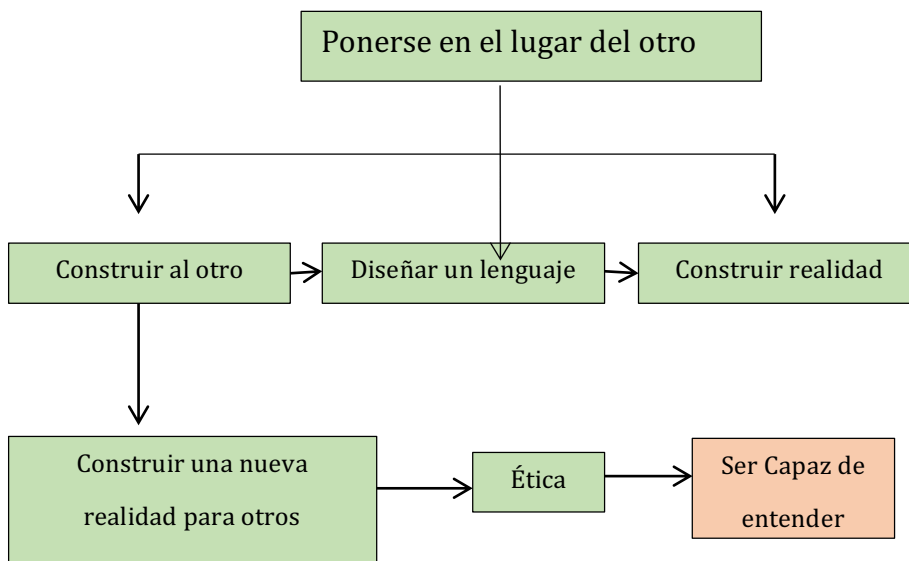 Ponerse en el lugar del otro
Construir al otro
Diseñar un lenguaje
Construir realidad
Construir una nueva
realidad para otros
Ética
Ser Capaz de
entender